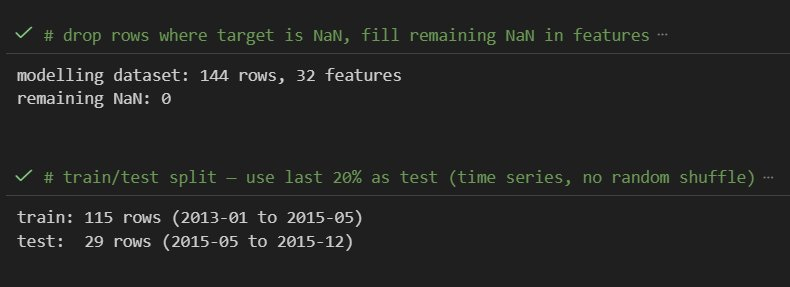 # drop rows where target is NaN, fill remaining NaN in features ⋯
modelling dataset: 144 rows, 32 features
remaining NaN: 0
# train/test split — use last 20% as test (time series, no random shuffle) ⋯
train: 115 rows (2013-01 to 2015-05)
test:  29 rows (2015-05 to 2015-12)